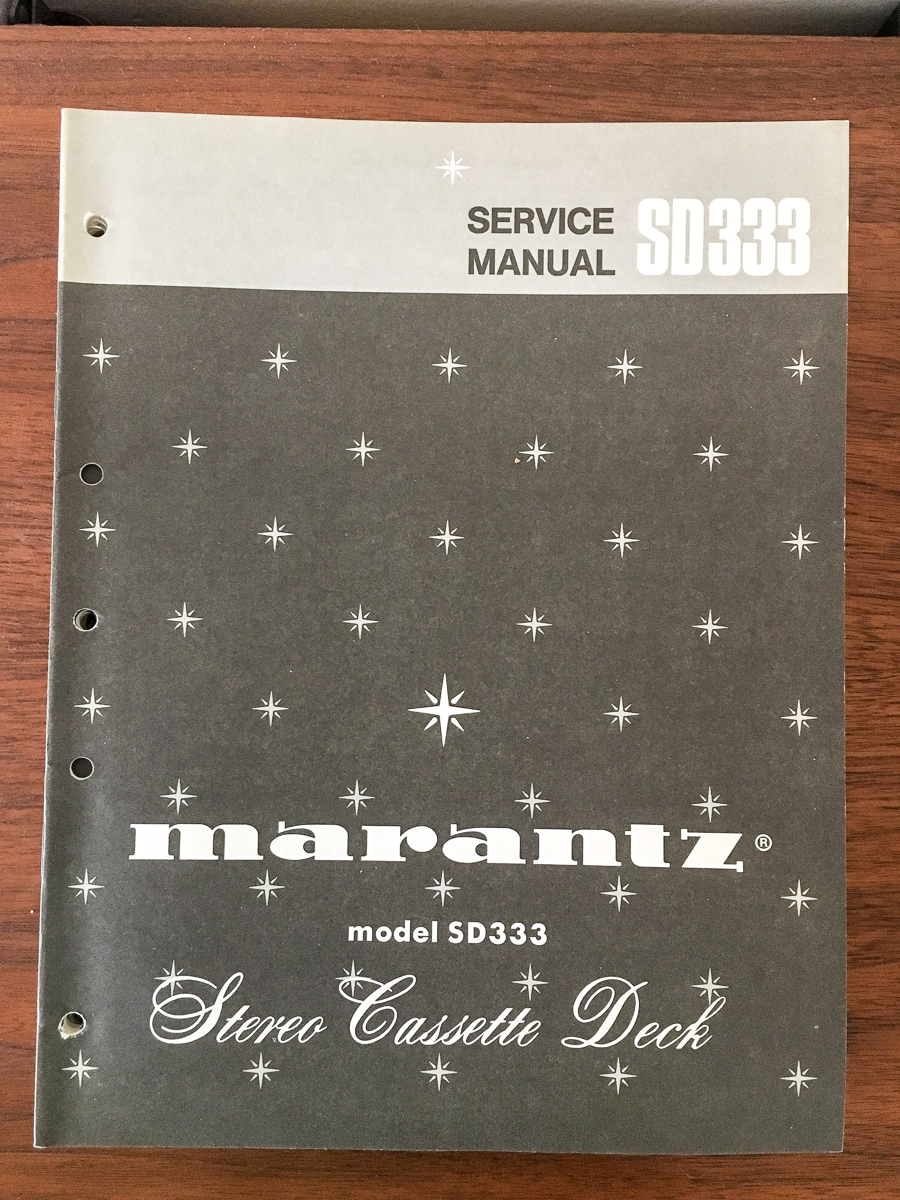 SERVICE
MANUAL
SD333
marantz®
model SD333
Stereo Cassette Deck